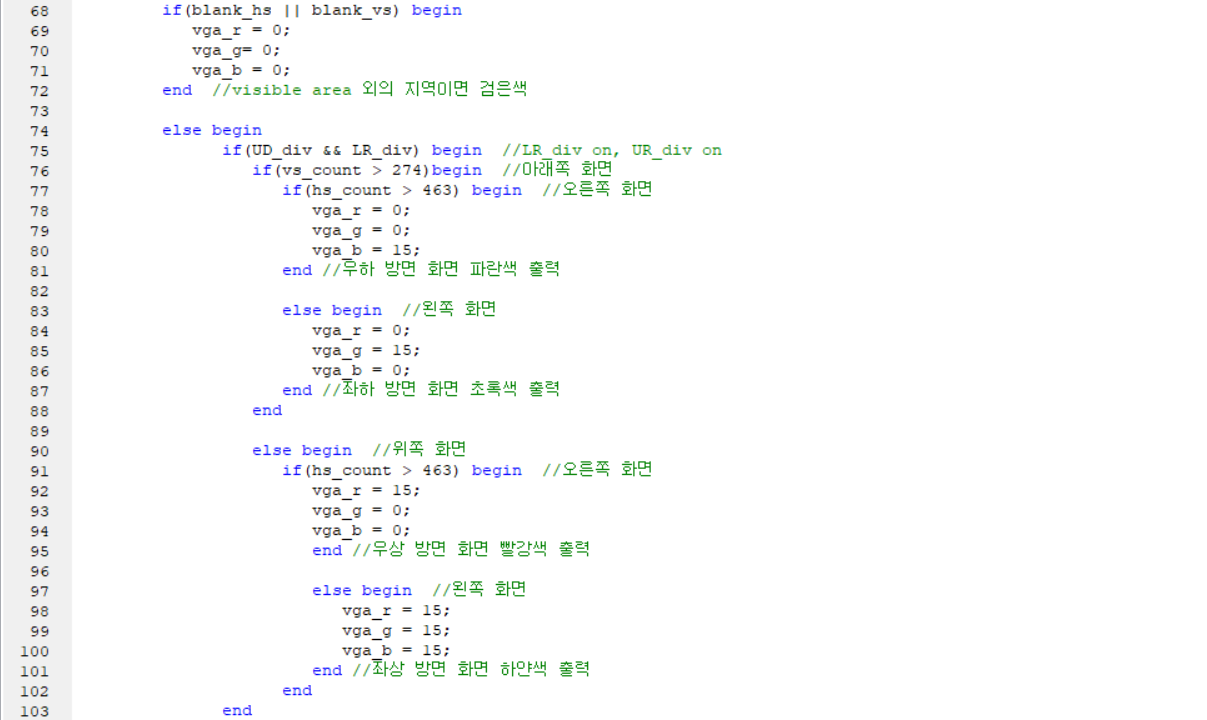 68 if(blank_hs || blank_vs) begin
69 vga_r = 0;
70 vga_g= 0;
71 vga_b = 0;
72 end //visible area 외의 지역이면 검은색
73
74 else begin
75 if(UD_div && LR_div) begin //LR_div on, UR_div on
76 if(vs_count > 274)begin //아래쪽 화면
77 if(hs_count > 463) begin //오른쪽 화면
78 vga_r = 0;
79 vga_g = 0;
80 vga_b = 15;
81 end //우하 방면 화면 파란색 출력
82
83 else begin //왼쪽 화면
84 vga_r = 0;
85 vga_g = 15;
86 vga_b = 0;
87 end //좌하 방면 화면 초록색 출력
88 end
89
90 else begin //위쪽 화면
91 if(hs_count > 463) begin //오른쪽 화면
92 vga_r = 15;
93 vga_g = 0;
94 vga_b = 0;
95 end //우상 방면 화면 빨강색 출력
96
97 else begin //왼쪽 화면
98 vga_r = 15;
99 vga_g = 15;
100 vga_b = 15;
101 end //좌상 방면 화면 하얀색 출력
102 end
103 end